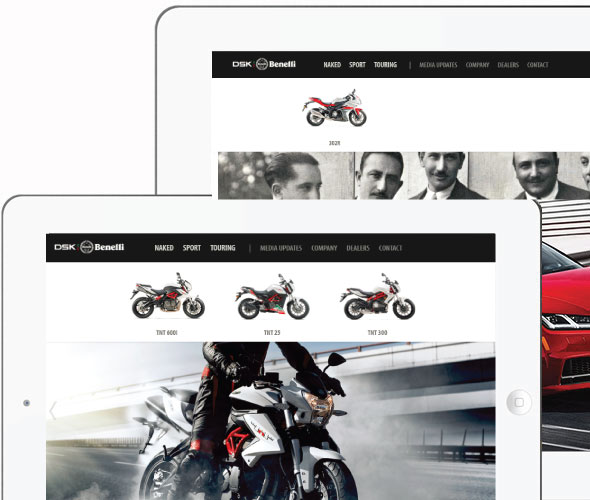 DSK Benelli NAKED SPORT TOURING | MEDIA UPDATES COMPANY DEALERS CONTACT
302R
DSK Benelli NAKED SPORT TOURING | MEDIA UPDATES COMPANY DEALERS CONTACT
TNT 600i TNT 25 TNT 300